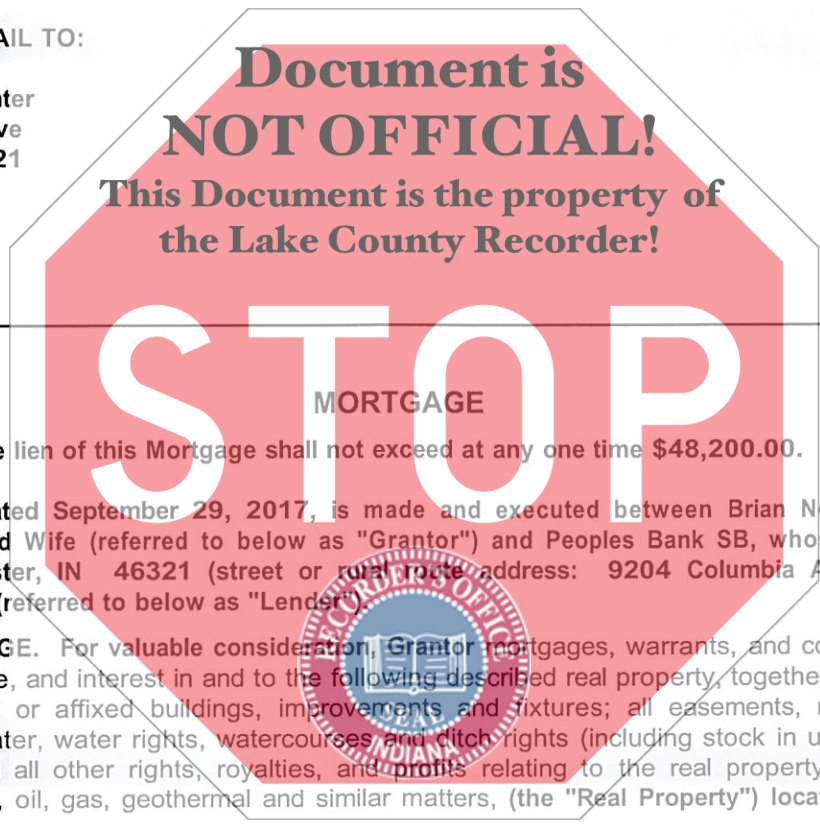 AIL TO:
Document is
nter
NOT OFFICIAL!
ve
21
This Document is the property of
the Lake County Recorder!
STOP
MORTGAGE
e lien of this Mortgage shall not exceed at any one time $48,200.00.
ted September 29, 2017, is made and executed between Brian N
d Wife (referred to below as "Grantor") and Peoples Bank SB, who
ster, IN 46321 (street or rural route address: 9204 Columbia A
(referred to below as "Lender").
RECORDER'S OFFICE
SEAL
INDIANA
GE. For valuable consideration, Grantor mortgages, warrants, and co
e, and interest in and to the following described real property, togethe
or affixed buildings, improvements and fixtures; all easements,
ter, water rights, watercourses and ditch rights (including stock in u
all other rights, royalties, and profits relating to the real property
, oil, gas, geothermal and similar matters, (the "Real Property") loca